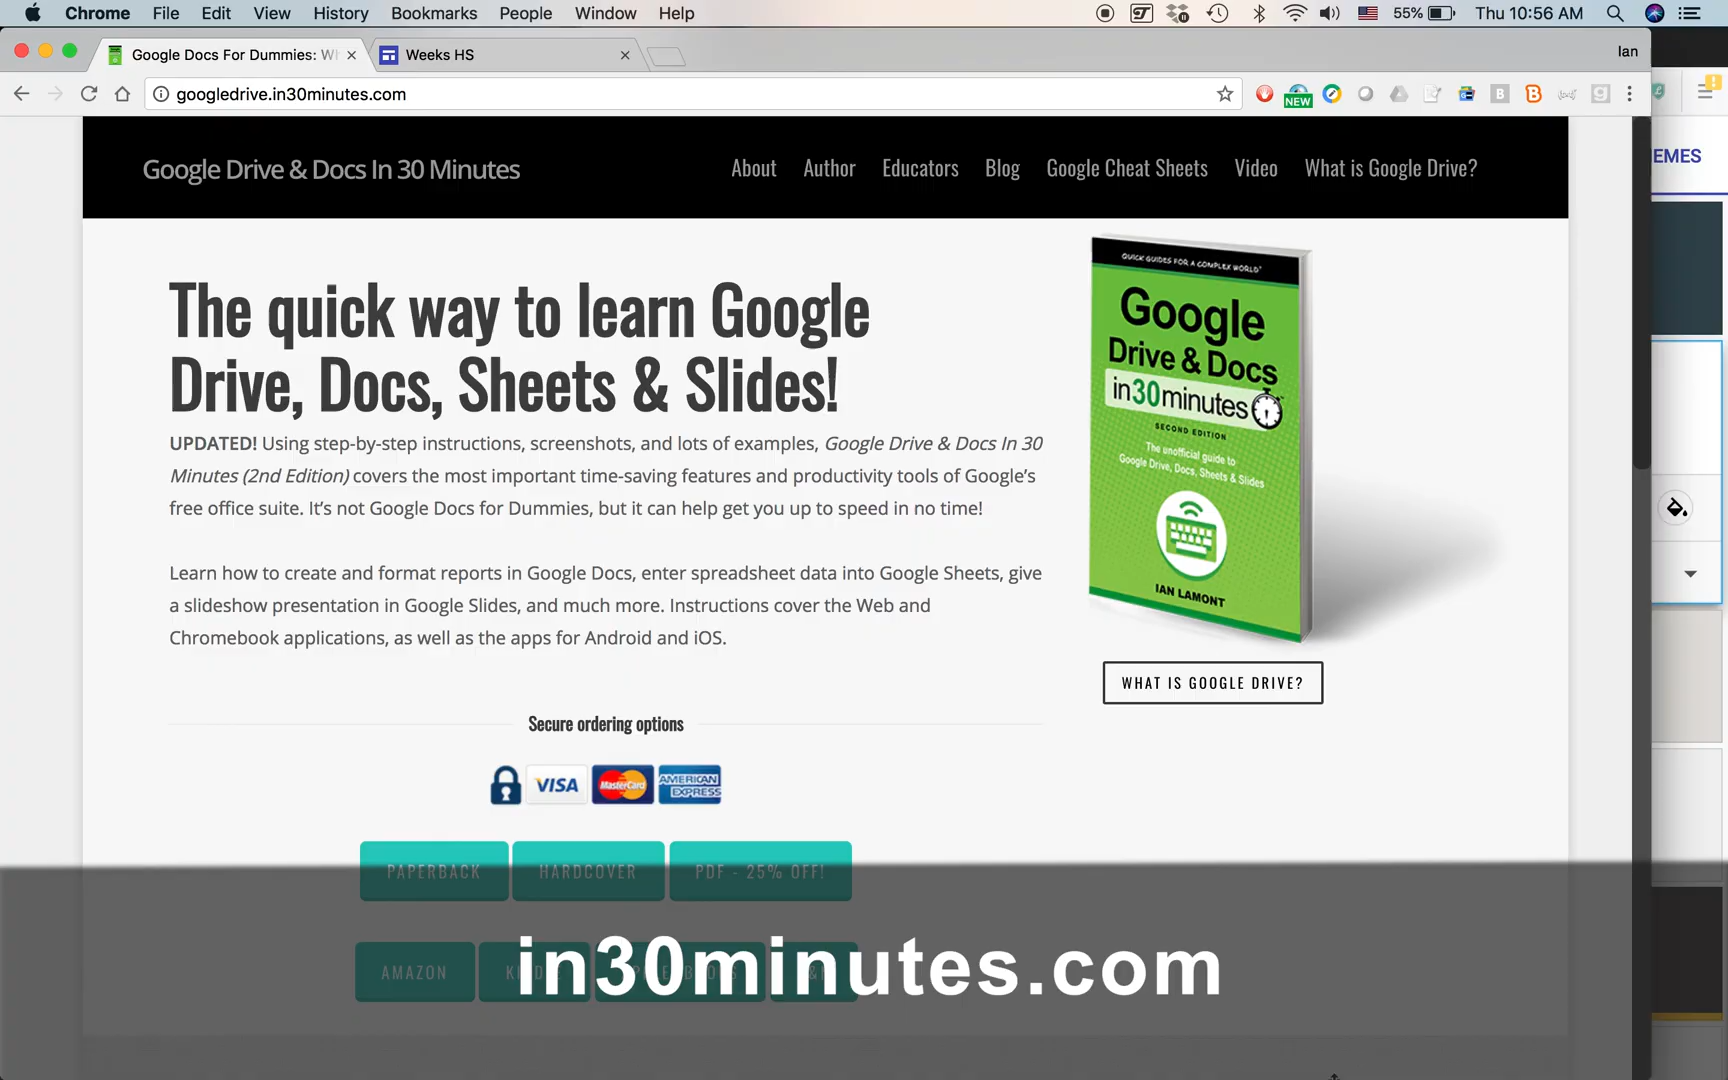 Chrome File Edit View History Bookmarks People Window Help 55% Thu 10:56 AM
Google Docs For Dummies: Wh Weeks HS Ian
googledrive.in30minutes.com NEW
Google Drive & Docs In 30 Minutes About Author Educators Blog Google Cheat Sheets Video What is Google Drive?
EMES
The quick way to learn Google
Drive, Docs, Sheets & Slides!
UPDATED! Using step-by-step instructions, screenshots, and lots of examples, Google Drive & Docs In 30
Minutes (2nd Edition) covers the most important time-saving features and productivity tools of Google's
free office suite. It's not Google Docs for Dummies, but it can help get you up to speed in no time!
Learn how to create and format reports in Google Docs, enter spreadsheet data into Google Sheets, give
a slideshow presentation in Google Slides, and much more. Instructions cover the Web and
Chromebook applications, as well as the apps for Android and iOS.
QUICK GUIDES FOR A COMPLEX WORLD™
Google
Drive & Docs
in30minutes
SECOND EDITION
The unofficial guide to
Google Drive, Docs, Sheets & Slides
IAN LAMONT
WHAT IS GOOGLE DRIVE?
Secure ordering options
VISA MasterCard AMERICAN EXPRESS
PAPERBACK HARDCOVER PDF - 25% OFF!
AMAZON
in30minutes.com